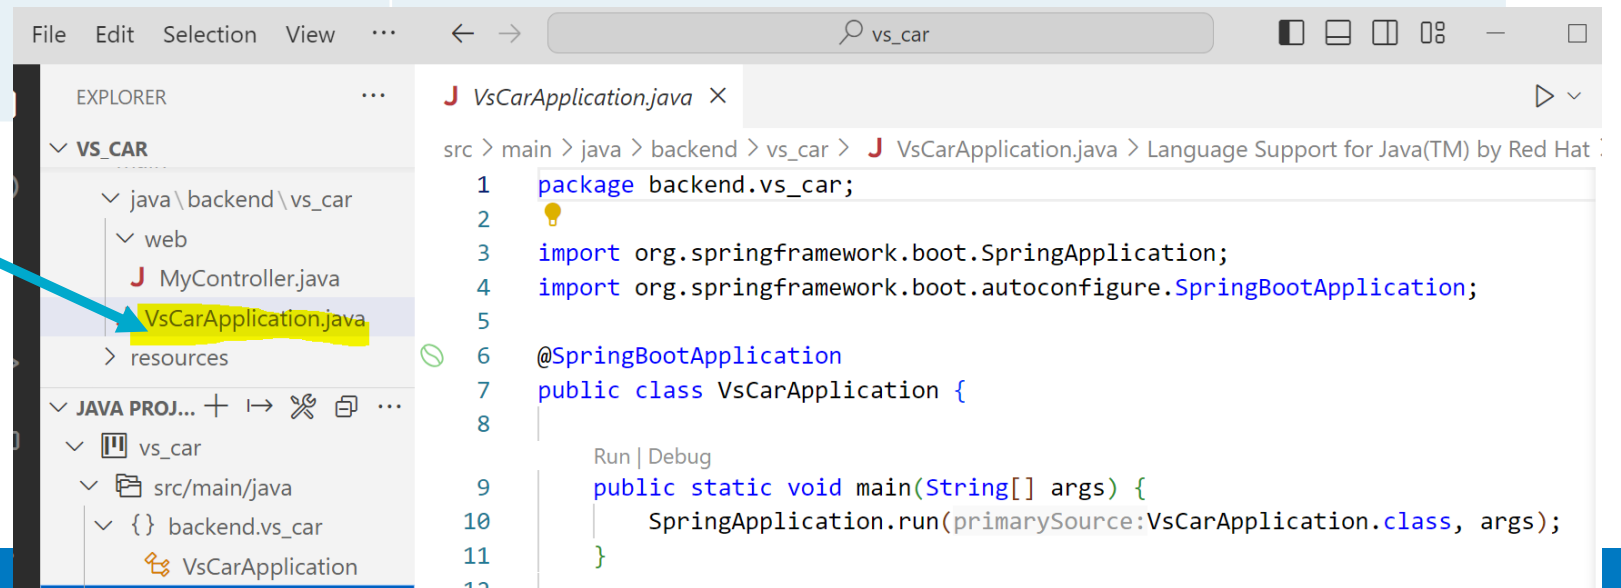 File Edit Selection View ··· vs_car
EXPLORER ···
VS_CAR
java\backend\vs_car
web
J MyController.java
VsCarApplication.java
resources
JAVA PROJ... ···
vs_car
src/main/java
{} backend.vs_car
VsCarApplication
J VsCarApplication.java
src > main > java > backend > vs_car > J VsCarApplication.java > Language Support for Java(TM) by Red Hat
1 package backend.vs_car;
2
3 import org.springframework.boot.SpringApplication;
4 import org.springframework.boot.autoconfigure.SpringBootApplication;
5
6 @SpringBootApplication
7 public class VsCarApplication {
8
Run | Debug
9 public static void main(String[] args) {
10 SpringApplication.run(primarySource:VsCarApplication.class, args);
11 }